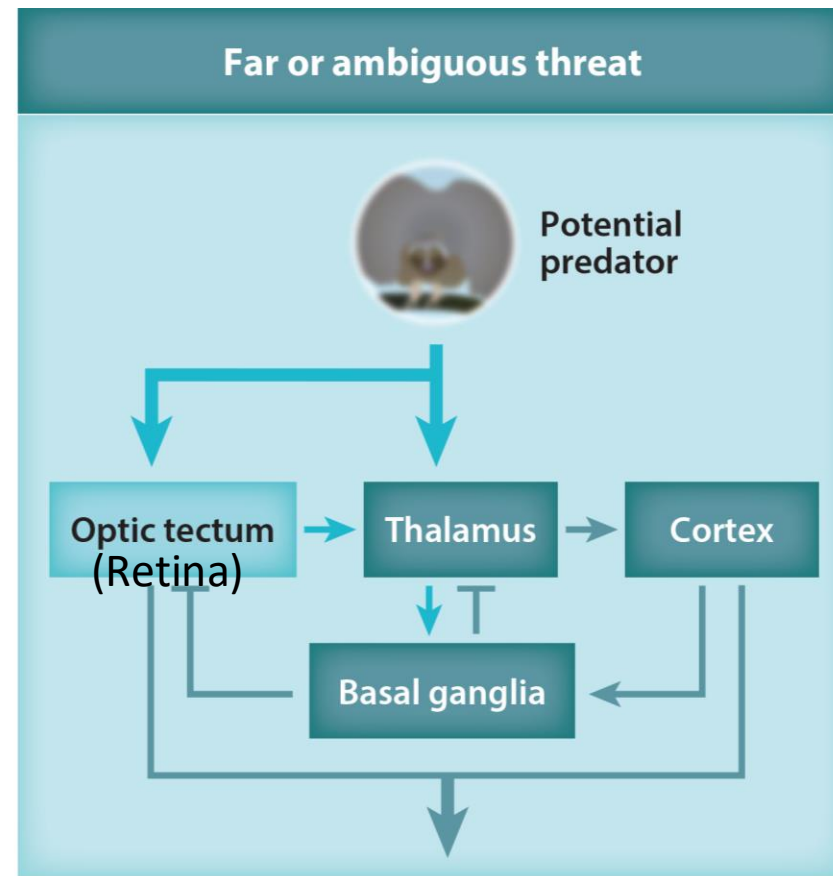 Far or ambiguous threat
Potential
predator
Optic tectum
(Retina)
Thalamus
Cortex
Basal ganglia